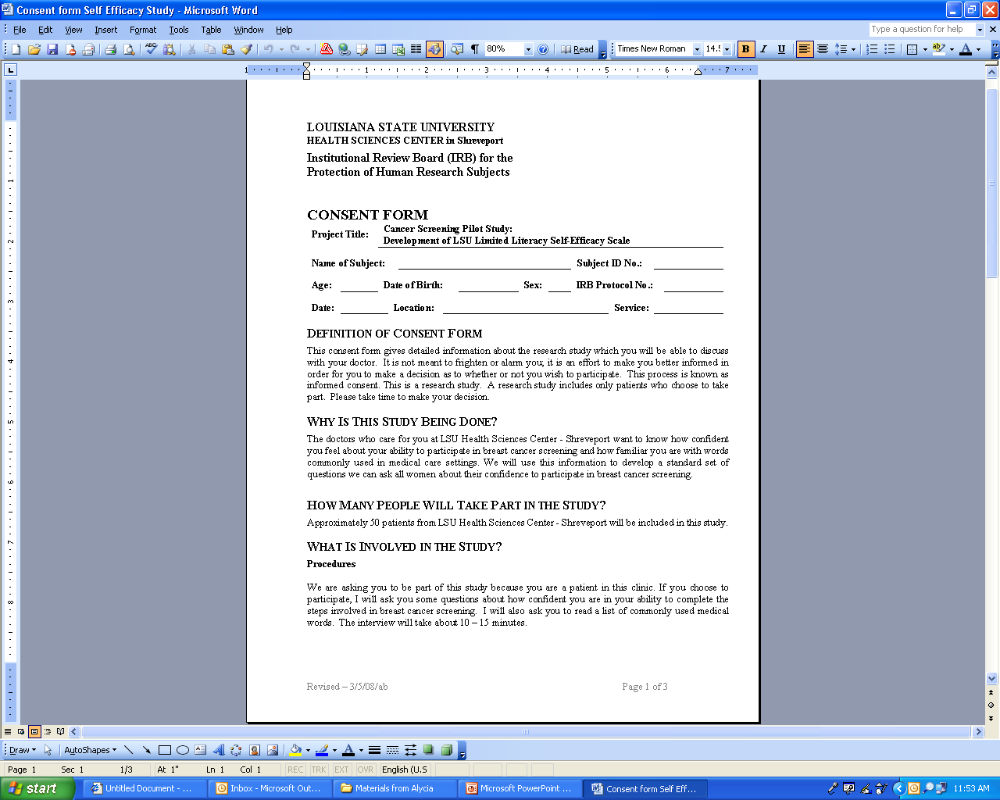 Consent form Self Efficacy Study - Microsoft Word
File Edit View Insert Format Tools Table Window Help
Type a question for help
80%
Read
Times New Roman
14.5
B I U
1 1 2 3 4 5 6 7
LOUISIANA STATE UNIVERSITY
HEALTH SCIENCES CENTER in Shreveport
Institutional Review Board (IRB) for the
Protection of Human Research Subjects
CONSENT FORM
Project Title: Cancer Screening Pilot Study:
Development of LSU Limited Literacy Self-Efficacy Scale
Name of Subject: Subject ID No.:
Age: Date of Birth: Sex: IRB Protocol No.:
Date: Location: Service:
DEFINITION OF CONSENT FORM
This consent form gives detailed information about the research study which you will be able to discuss
with your doctor. It is not meant to frighten or alarm you; it is an effort to make you better informed in
order for you to make a decision as to whether or not you wish to participate. This process is known as
informed consent. This is a research study. A research study includes only patients who choose to take
part. Please take time to make your decision.
WHY IS THIS STUDY BEING DONE?
The doctors who care for you at LSU Health Sciences Center - Shreveport want to know how confident
you feel about your ability to participate in breast cancer screening and how familiar you are with words
commonly used in medical care settings. We will use this information to develop a standard set of
questions we can ask all women about their confidence to participate in breast cancer screening.
HOW MANY PEOPLE WILL TAKE PART IN THE STUDY?
Approximately 50 patients from LSU Health Sciences Center - Shreveport will be included in this study.
WHAT IS INVOLVED IN THE STUDY?
Procedures
We are asking you to be part of this study because you are a patient in this clinic. If you choose to
participate, I will ask you some questions about how confident you are in your ability to complete the
steps involved in breast cancer screening. I will also ask you to read a list of commonly used medical
words. The interview will take about 10 – 15 minutes.
Revised – 3/5/08/ab Page 1 of 3
Draw AutoShapes
Page 1 Sec 1 1/3 At 1" Ln 1 Col 1 REC TRK EXT OVR English (U.S
start Untitled Document - ... Inbox - Microsoft Out... Materials from Alycia Microsoft PowerPoint ... Consent form Self Eff... 11:53 AM